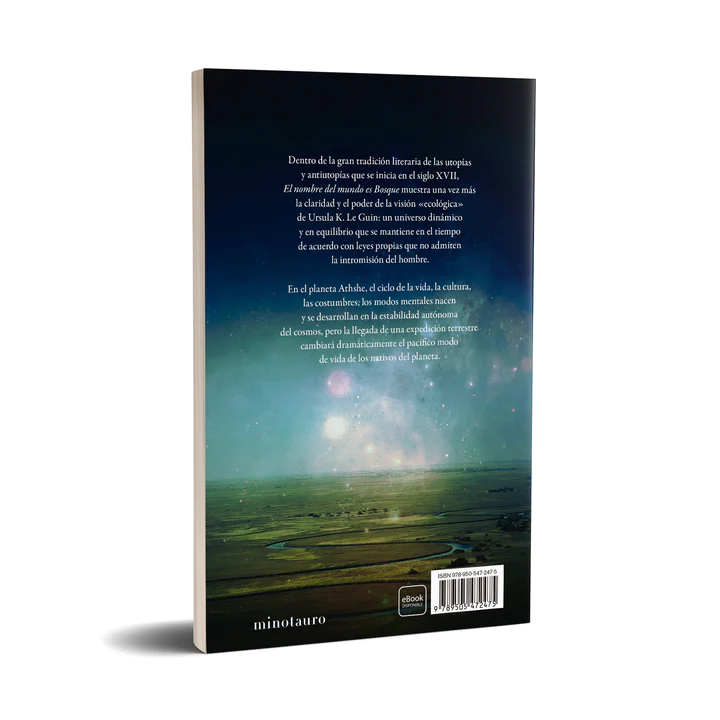 Dentro de la gran tradición literaria de las utopías
y antiutopías que se inicia en el siglo XVII,
El nombre del mundo es Bosque muestra una vez más
la claridad y el poder de la visión «ecológica»
de Ursula K. Le Guin: un universo dinámico
y en equilibrio que se mantiene en el tiempo
de acuerdo con leyes propias que no admiten
la intromisión del hombre.
En el planeta Athshe, el ciclo de la vida, la cultura,
las costumbres; los modos mentales nacen
y se desarrollan en la estabilidad autónoma
del cosmos, pero la llegada de una expedición terrestre
cambiará dramáticamente el pacífico modo
de vida de los nativos del planeta.
minotauro
eBook
DISPONIBLE
ISBN 978-950-547-247-5
9 789505 472475